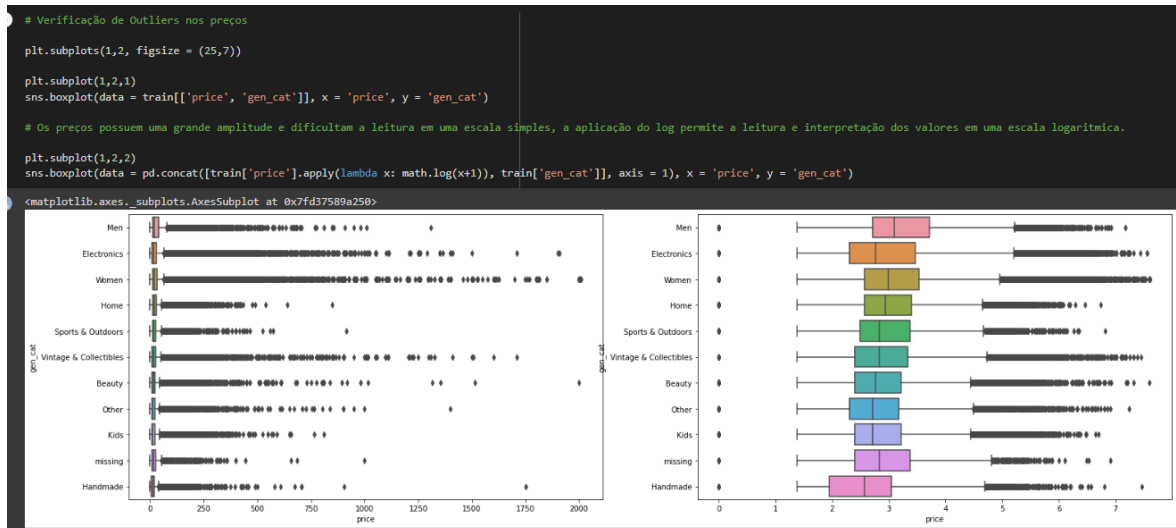 # Verificação de Outliers nos preços
plt.subplots(1,2, figsize = (25,7))
plt.subplot(1,2,1)
sns.boxplot(data = train[['price', 'gen_cat']], x = 'price', y = 'gen_cat')
# Os preços possuem uma grande amplitude e dificultam a leitura em uma escala simples, a aplicação do log permite a leitura e interpretação dos valores em uma escala logaritmica.
plt.subplot(1,2,2)
sns.boxplot(data = pd.concat([train['price'].apply(lambda x: math.log(x+1)), train['gen_cat']], axis = 1), x = 'price', y = 'gen_cat')
<matplotlib.axes._subplots.AxesSubplot at 0x7fd37589a250>
Men
Electronics
Women
Home
Sports & Outdoors
Vintage & Collectibles
Beauty
Other
Kids
missing
Handmade
gen_cat
0 250 500 750 1000 1250 1500 1750 2000
price
Men
Electronics
Women
Home
Sports & Outdoors
Vintage & Collectibles
Beauty
Other
Kids
missing
Handmade
gen_cat
0 1 2 3 4 5 6 7
price